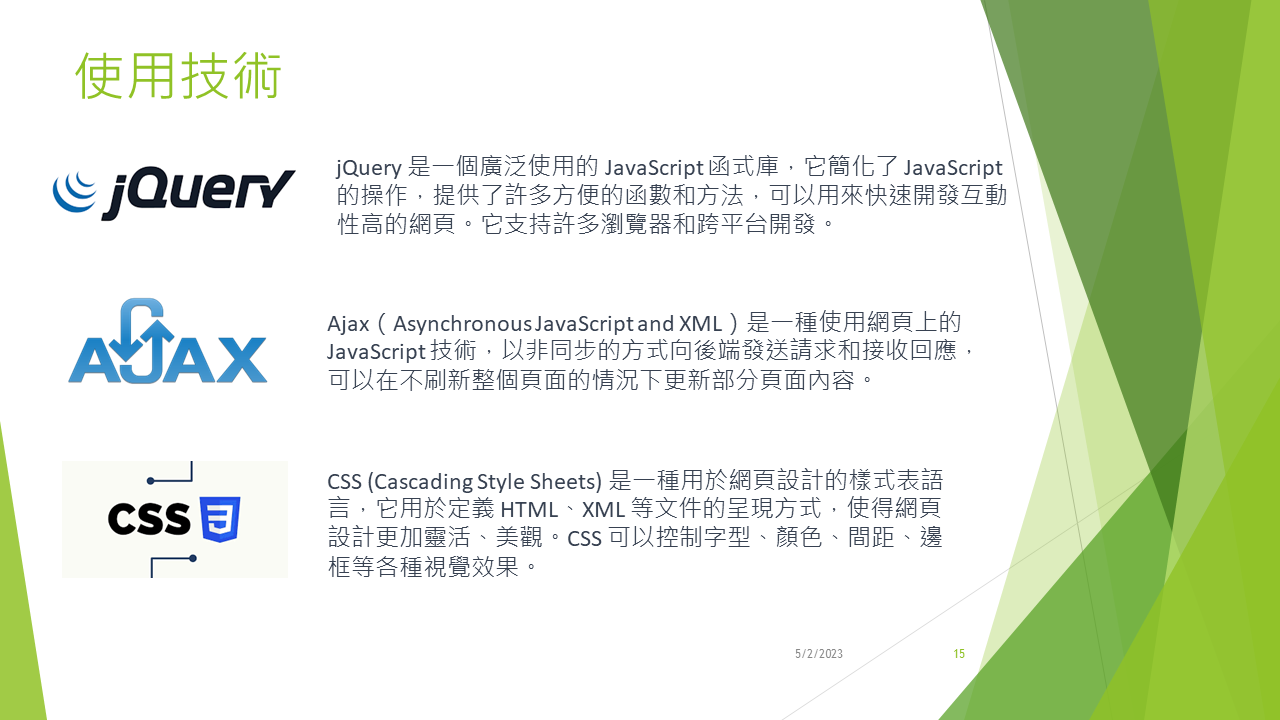 使用技術
jQuery
jQuery 是一個廣泛使用的 JavaScript 函式庫，它簡化了 JavaScript
的操作，提供了許多方便的函數和方法，可以用來快速開發互動
性高的網頁。它支持許多瀏覽器和跨平台開發。
AJAX
Ajax（Asynchronous JavaScript and XML）是一種使用網頁上的
JavaScript 技術，以非同步的方式向後端發送請求和接收回應，
可以在不刷新整個頁面的情況下更新部分頁面內容。
CSS 3
CSS (Cascading Style Sheets) 是一種用於網頁設計的樣式表語
言，它用於定義 HTML、XML 等文件的呈現方式，使得網頁
設計更加靈活、美觀。CSS 可以控制字型、顏色、間距、邊
框等各種視覺效果。
5/2/2023 15